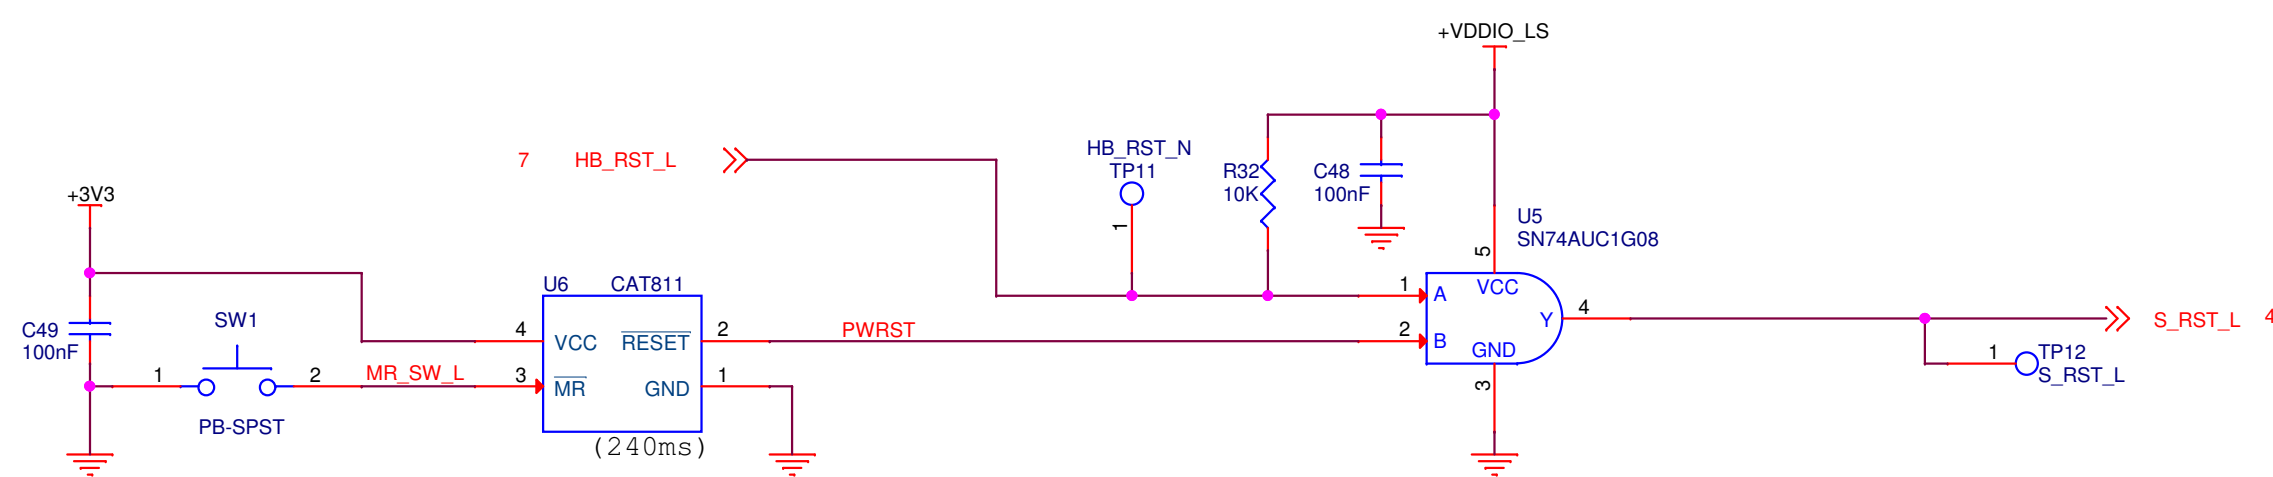 +VDDIO_LS
7 HB_RST_L
HB_RST_N
TP11
1
R32
10K
C48
100nF
+3V3
U5
SN74AUC1G08
5
C49
100nF
SW1
1
2
PB-SPST
MR_SW_L
U6 CAT811
4
VCC
RESET
2
PWRST
3
MR
GND
1
(240ms)
1
A
VCC
2
B
GND
Y
4
3
S_RST_L 4
1
TP12
S_RST_L